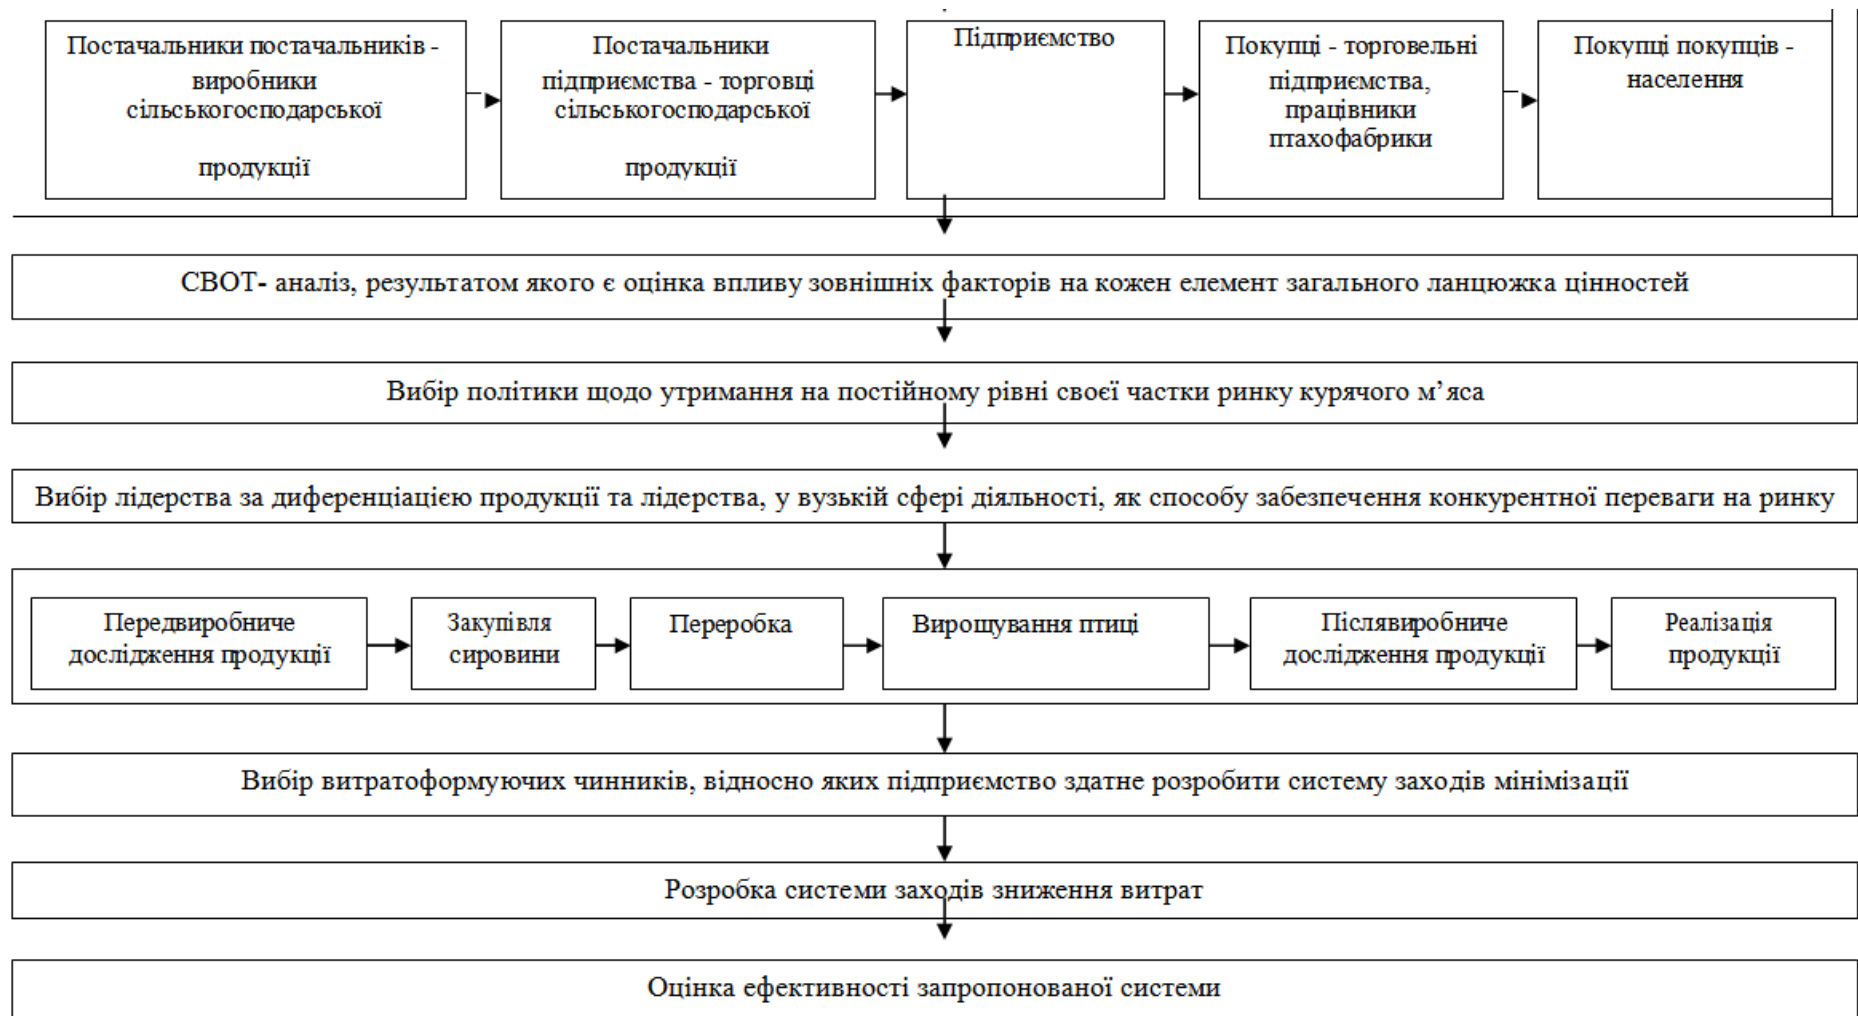 Постачальники постачальників -
виробники
сільськогосподарської
продукції
Постачальники
підприємства - торговці
сільськогосподарської
продукції
Підприємство
Покупці - торговельні
підприємства,
працівники
птахофабрики
Покупці покупців -
населення
СВОТ- аналіз, результатом якого є оцінка впливу зовнішніх факторів на кожен елемент загального ланцюжка цінностей
Вибір політики щодо утримання на постійному рівні своєї частки ринку курячого м’яса
Вибір лідерства за диференціацією продукції та лідерства, у вузькій сфері діяльності, як способу забезпечення конкурентної переваги на ринку
Передвиробниче
дослідження продукції
Закупівля
сировини
Переробка
Вирощування птиці
Післявиробниче
дослідження продукції
Реалізація
продукції
Вибір витратоформуючих чинників, відносно яких підприємство здатне розробити систему заходів мінімізації
Розробка системи заходів зниження витрат
Оцінка ефективності запропонованої системи